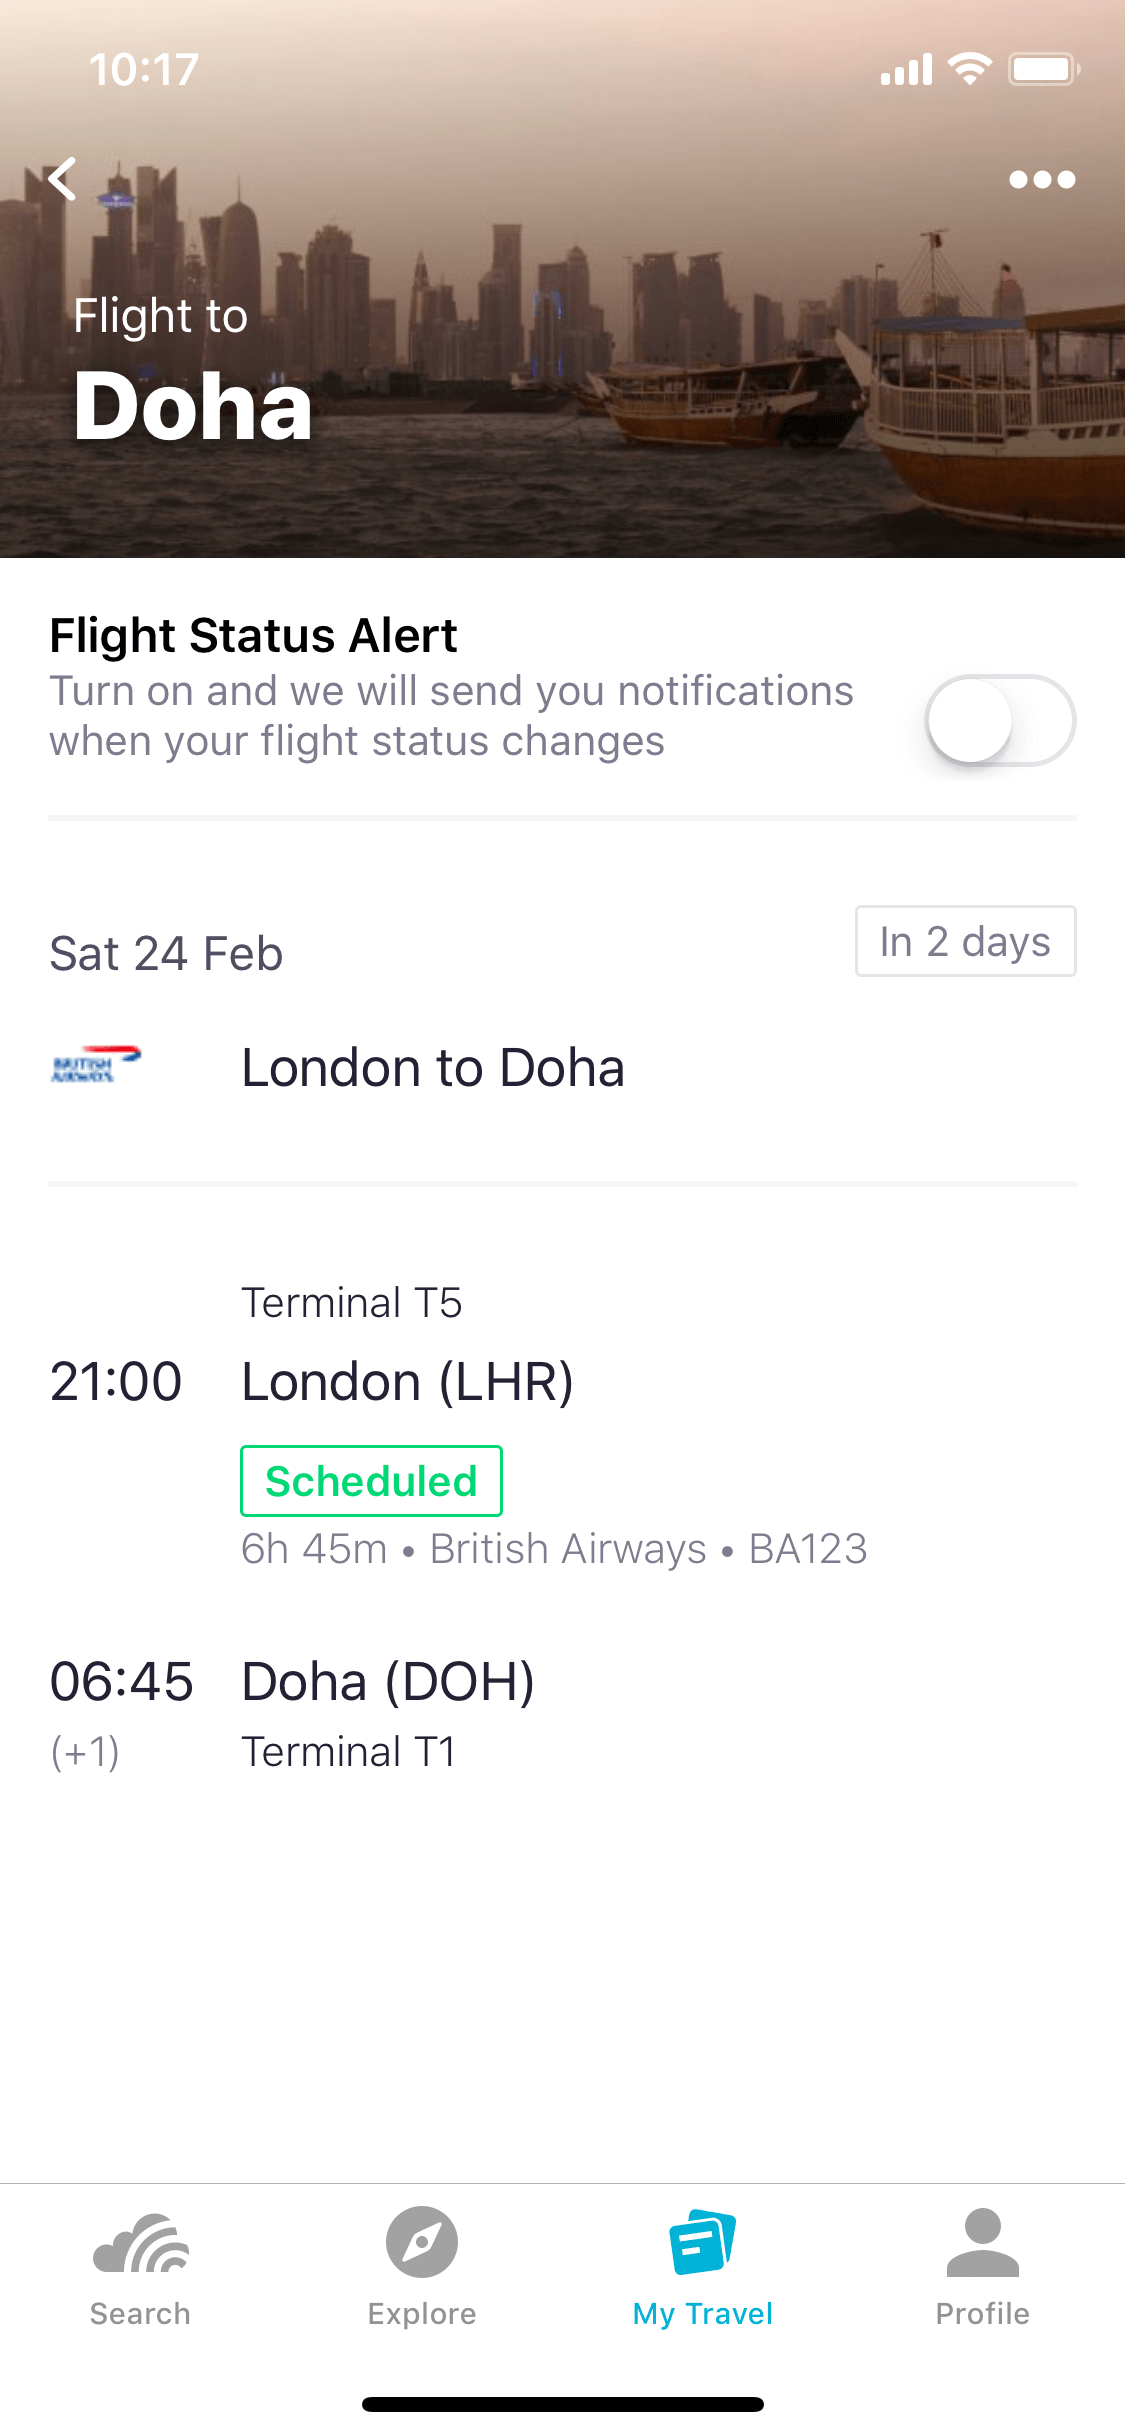 10:17
Flight to
Doha
Flight Status Alert
Turn on and we will send you notifications
when your flight status changes
Sat 24 Feb
In 2 days
BRITISH
AIRWAYS
London to Doha
Terminal T5
21:00 London (LHR)
Scheduled
6h 45m • British Airways • BA123
06:45 Doha (DOH)
(+1) Terminal T1
Search Explore My Travel Profile